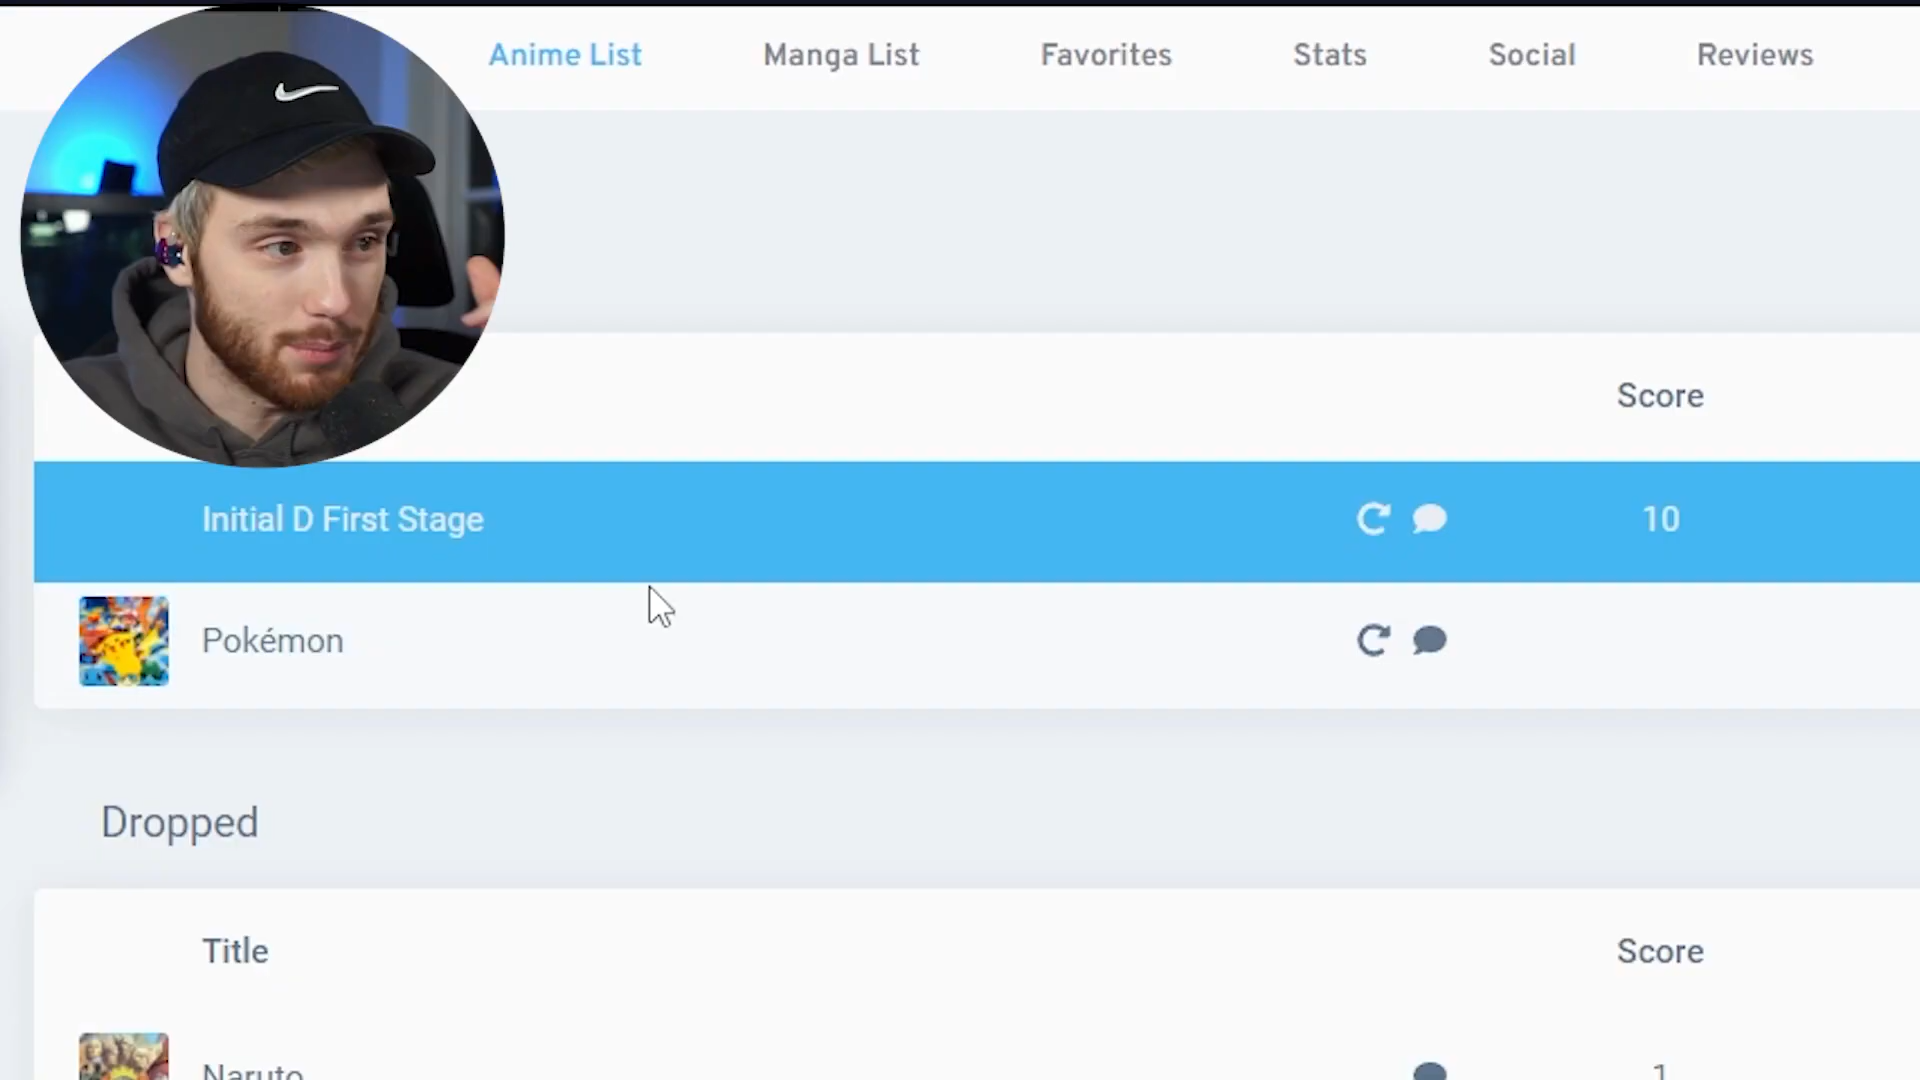 Anime List Manga List Favorites Stats Social Reviews
Score
Initial D First Stage 10
Pokémon
Dropped
Title Score
Naruto 1